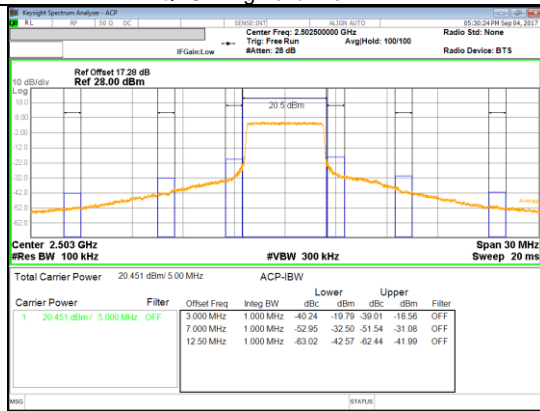 Keysight Spectrum Analyzer - ACP
RL RF 50 Ω DC SENSE:INT ALIGN AUTO 05:30:24 PM Sep 04, 2017
Center Freq: 2.502500000 GHz Radio Std: None
Trig: Free Run Avg|Hold: 100/100
IFGain:Low #Atten: 28 dB Radio Device: BTS
Ref Offset 17.28 dB
10 dB/div Ref 28.00 dBm
Log
18.0
8.00
-2.00
-12.0
-22.0
-32.0
-42.0
-52.0
-62.0
20.5 dBm
Average
Center 2.503 GHz Span 30 MHz
#Res BW 100 kHz #VBW 300 kHz Sweep 20 ms
Total Carrier Power 20.451 dBm/ 5.00 MHz ACP-IBW
Lower Upper
Carrier Power Filter Offset Freq Integ BW dBc dBm dBc dBm Filter
1 20.451 dBm / 5.000 MHz OFF 3.000 MHz 1.000 MHz -40.24 -19.79 -39.01 -18.56 OFF
7.000 MHz 1.000 MHz -52.95 -32.50 -51.54 -31.08 OFF
12.50 MHz 1.000 MHz -63.02 -42.57 -62.44 -41.99 OFF
MSG STATUS